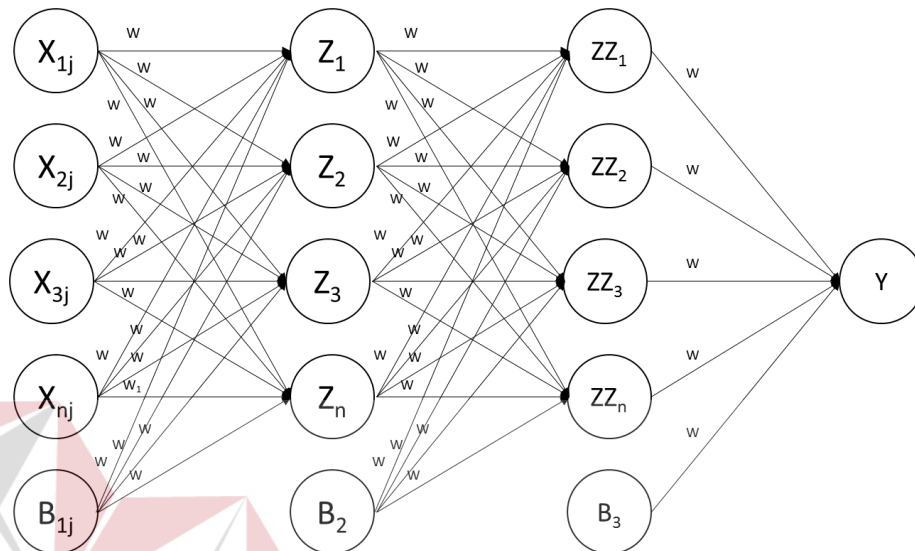 W W
X1j Z1 ZZ1
W W W
W W W W
W W
X2j W Z2 W ZZ2 W
W W W W
W W W W
W W
X3j Z3 ZZ3 W Y
W W
W W
W W W W W
Xnj W1 Zn W ZZn
W W W
W W
W W W W
B1j B2 B3